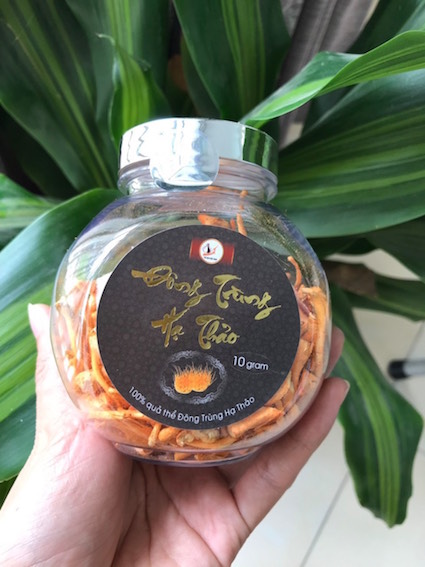 Đông Trùng
Hạ Thảo
10 gram
100% quả thể Đông Trùng Hạ Thảo